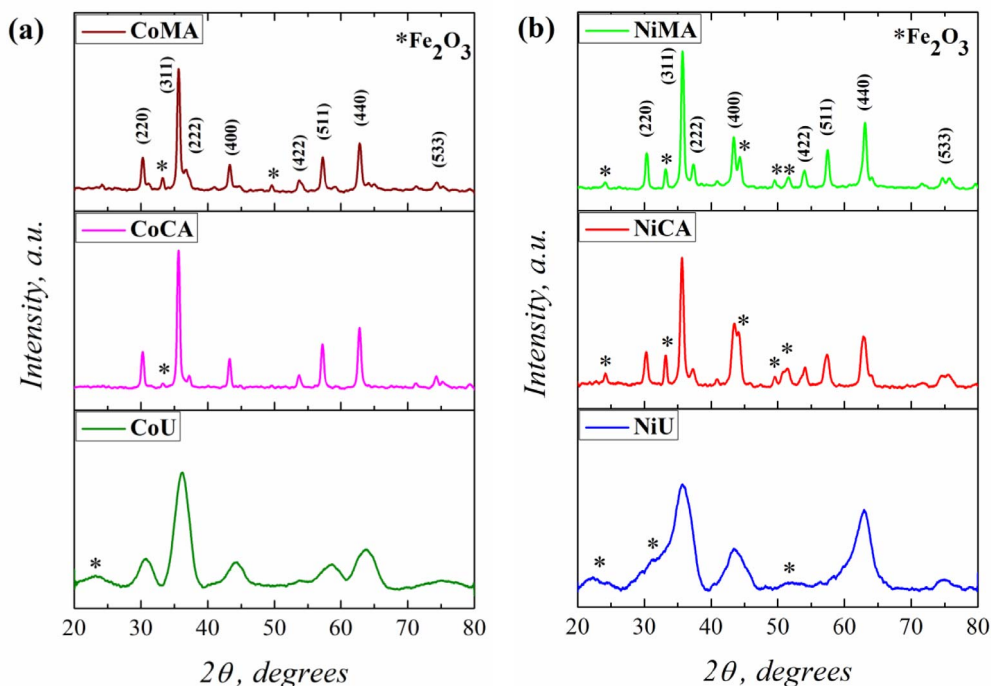 (a)
CoMA
*Fe2O3
(220)
*
(311)
(222)
(400)
*
(422)
(511)
(440)
(533)
CoCA
*
CoU
*
Intensity, a.u.
20 30 40 50 60 70 80
2θ, degrees
(b)
NiMA
*Fe2O3
*
(220)
*
(311)
(222)
(400)
*
**
(422)
(511)
(440)
(533)
NiCA
*
*
*
*
*
NiU
*
*
*
Intensity, a.u.
20 30 40 50 60 70 80
2θ, degrees